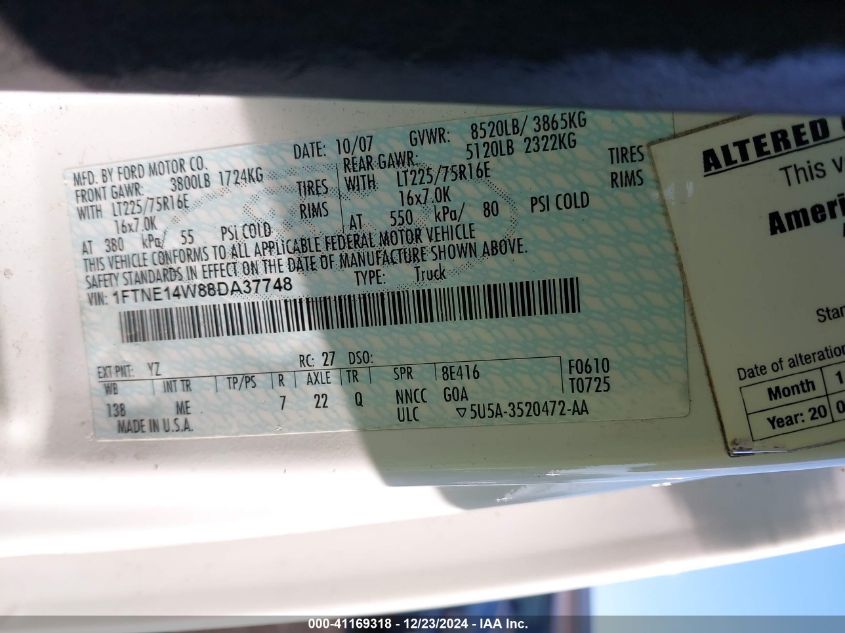 MFD. BY FORD MOTOR CO.
DATE: 10/07 GVWR: 8520LB/ 3865KG
FRONT GAWR: 3800LB 1724KG
REAR GAWR: 5120LB 2322KG
WITH LT225/75R16E TIRES
WITH LT225/75R16E TIRES
16x7.0K RIMS
16x7.0K RIMS
AT 380 kPa/ 55 PSI COLD
AT 550 kPa/ 80 PSI COLD
THIS VEHICLE CONFORMS TO ALL APPLICABLE FEDERAL MOTOR VEHICLE
SAFETY STANDARDS IN EFFECT ON THE DATE OF MANUFACTURE SHOWN ABOVE.
VIN: 1FTNE14W88DA37748
TYPE: Truck
EXT PNT: YZ RC: 27 DSO:
WB INT TR TP/PS R AXLE TR SPR 8E416 F0610
138 ME 7 22 Q NNCC GOA T0725
MADE IN U.S.A. ULC ▽5U5A-3520472-AA
ALTERED
This v
Ameri
Star
Date of alteration
Month 1
Year: 20 0
000-41169318 - 12/23/2024 - IAA Inc.